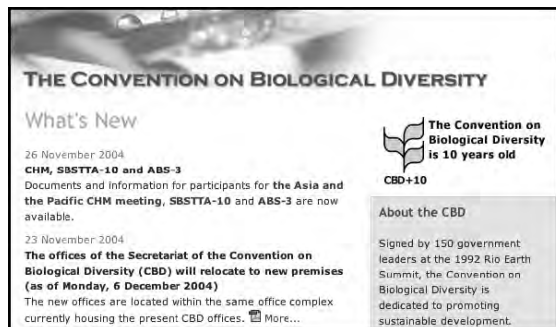 THE CONVENTION ON BIOLOGICAL DIVERSITY
What's New
26 November 2004
CHM, SBSTTA-10 and ABS-3
Documents and information for participants for the Asia and
the Pacific CHM meeting, SBSTTA-10 and ABS-3 are now
available.
23 November 2004
The offices of the Secretariat of the Convention on
Biological Diversity (CBD) will relocate to new premises
(as of Monday, 6 December 2004)
The new offices are located within the same office complex
currently housing the present CBD offices. More...
The Convention on
Biological Diversity
is 10 years old
CBD+10
About the CBD
Signed by 150 government
leaders at the 1992 Rio Earth
Summit, the Convention on
Biological Diversity is
dedicated to promoting
sustainable development.